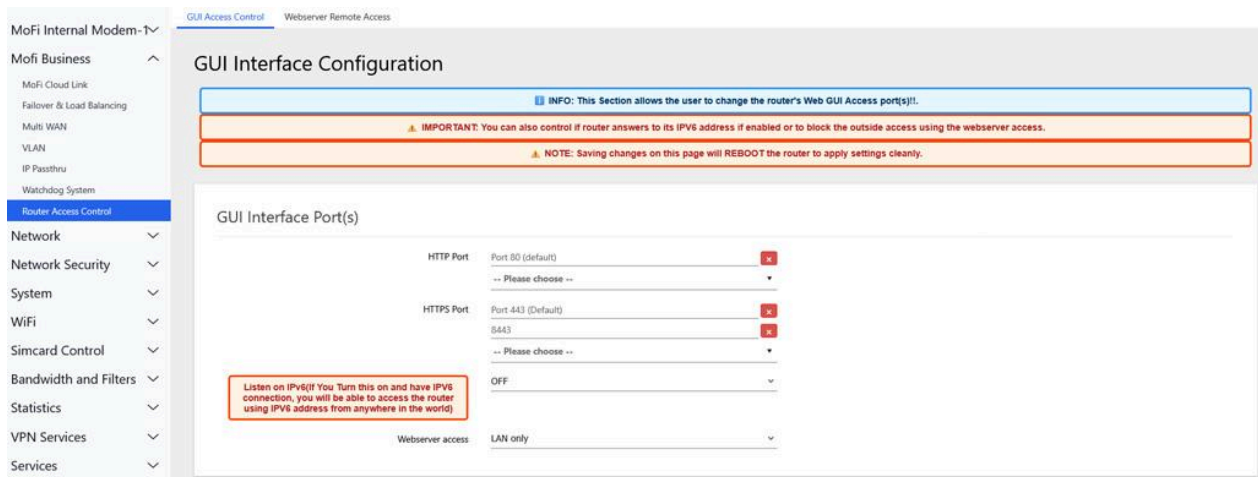 GUI Access Control Webserver Remote Access
MoFi Internal Modem-1
Mofi Business
MoFi Cloud Link
Failover & Load Balancing
Multi WAN
VLAN
IP Passthru
Watchdog System
Router Access Control
Network
Network Security
System
WiFi
Simcard Control
Bandwidth and Filters
Statistics
VPN Services
Services
GUI Interface Configuration
INFO: This Section allows the user to change the router's Web GUI Access port(s)!!.
IMPORTANT: You can also control if router answers to its IPV6 address if enabled or to block the outside access using the webserver access.
NOTE: Saving changes on this page will REBOOT the router to apply settings cleanly.
GUI Interface Port(s)
HTTP Port Port 80 (default)
-- Please choose --
HTTPS Port Port 443 (Default)
8443
-- Please choose --
Listen on IPv6(If You Turn this on and have IPV6
connection, you will be able to access the router
using IPV6 address from anywhere in the world)
OFF
Webserver access LAN only